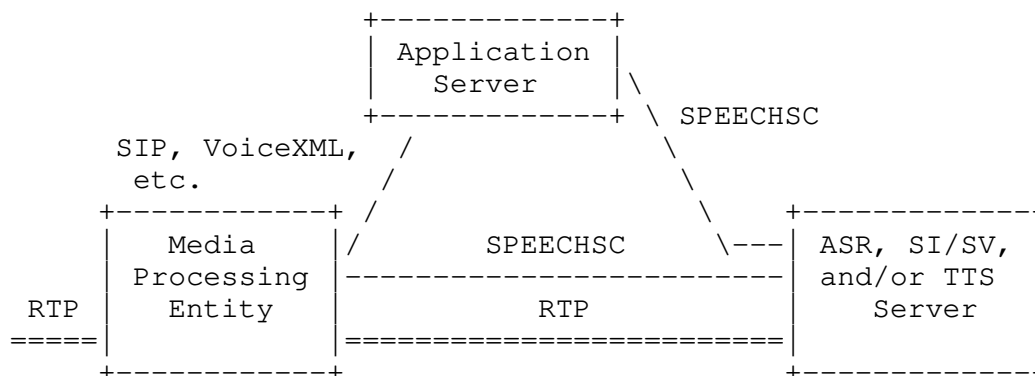 Application
Server
SPEECHSC
SIP, VoiceXML,
etc.
Media
Processing
Entity
SPEECHSC
ASR, SI/SV,
and/or TTS
Server
RTP
RTP